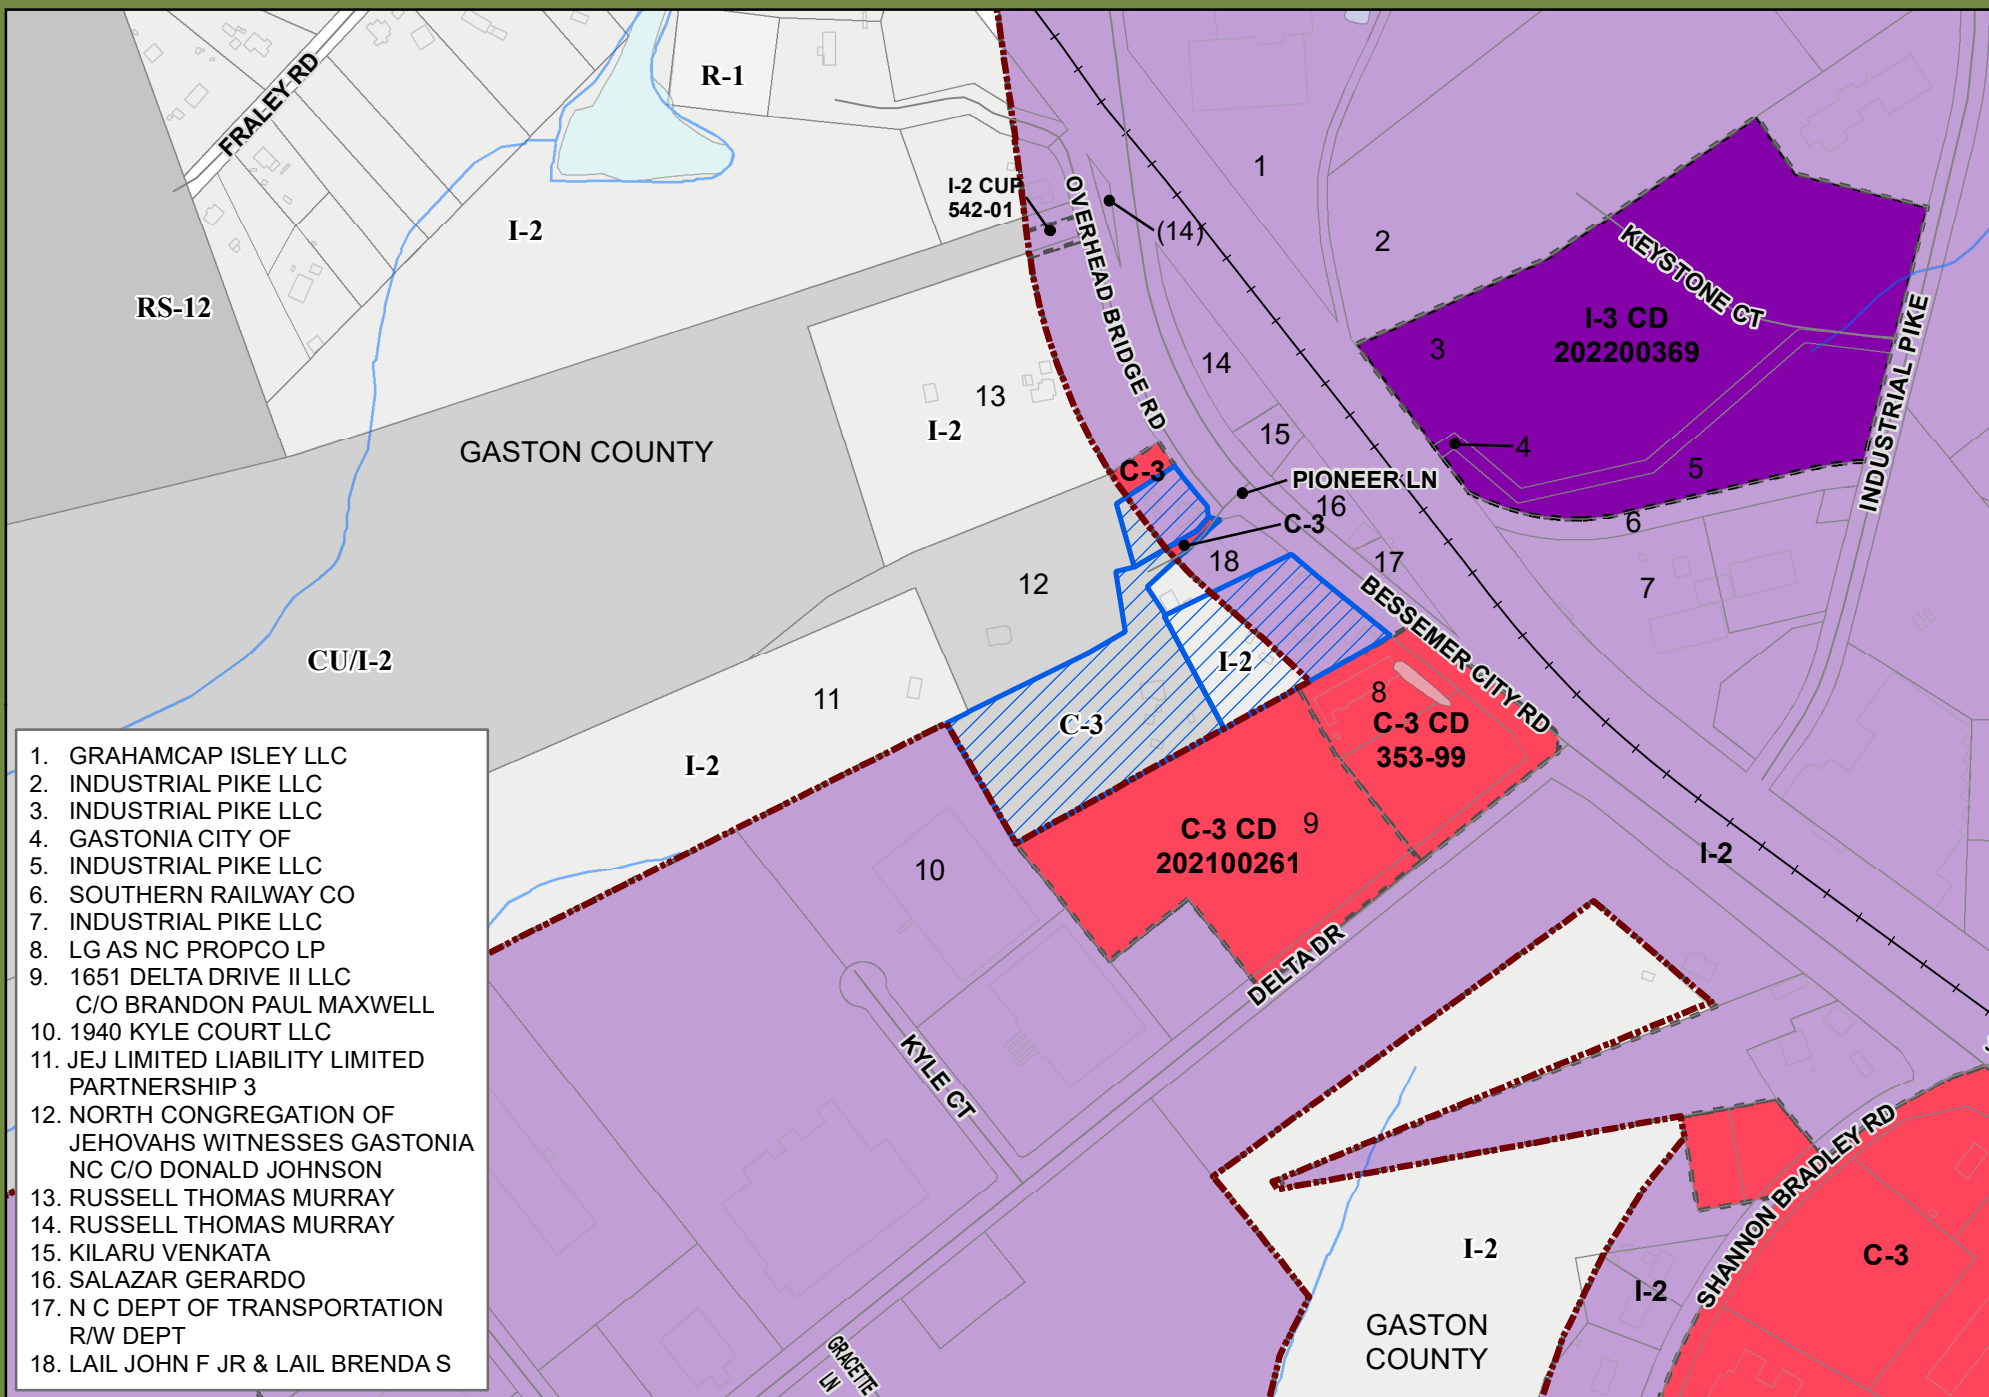 FRALEY RD
R-1
I-2 CUP
542-01
OVERHEAD BRIDGE RD
(14)
1
2
I-2
RS-12
KEYSTONE CT
I-3 CD
202200369
3
INDUSTRIAL PIKE
14
13
I-2
15
4
5
GASTON COUNTY
C-3
PIONEER LN
16
6
C-3
18
17
12
7
BESSEMER CITY RD
CU/I-2
I-2
11
8
C-3
C-3 CD
353-99
I-2
9
C-3 CD
202100261
10
I-2
DELTA DR
KYLE CT
SHANNON BRADLEY RD
I-2
C-3
I-2
GASTON
COUNTY
GRACETTE
LN
1. GRAHAMCAP ISLEY LLC
2. INDUSTRIAL PIKE LLC
3. INDUSTRIAL PIKE LLC
4. GASTONIA CITY OF
5. INDUSTRIAL PIKE LLC
6. SOUTHERN RAILWAY CO
7. INDUSTRIAL PIKE LLC
8. LG AS NC PROPCO LP
9. 1651 DELTA DRIVE II LLC
C/O BRANDON PAUL MAXWELL
10. 1940 KYLE COURT LLC
11. JEJ LIMITED LIABILITY LIMITED
PARTNERSHIP 3
12. NORTH CONGREGATION OF
JEHOVAHS WITNESSES GASTONIA
NC C/O DONALD JOHNSON
13. RUSSELL THOMAS MURRAY
14. RUSSELL THOMAS MURRAY
15. KILARU VENKATA
16. SALAZAR GERARDO
17. N C DEPT OF TRANSPORTATION
R/W DEPT
18. LAIL JOHN F JR & LAIL BRENDA S